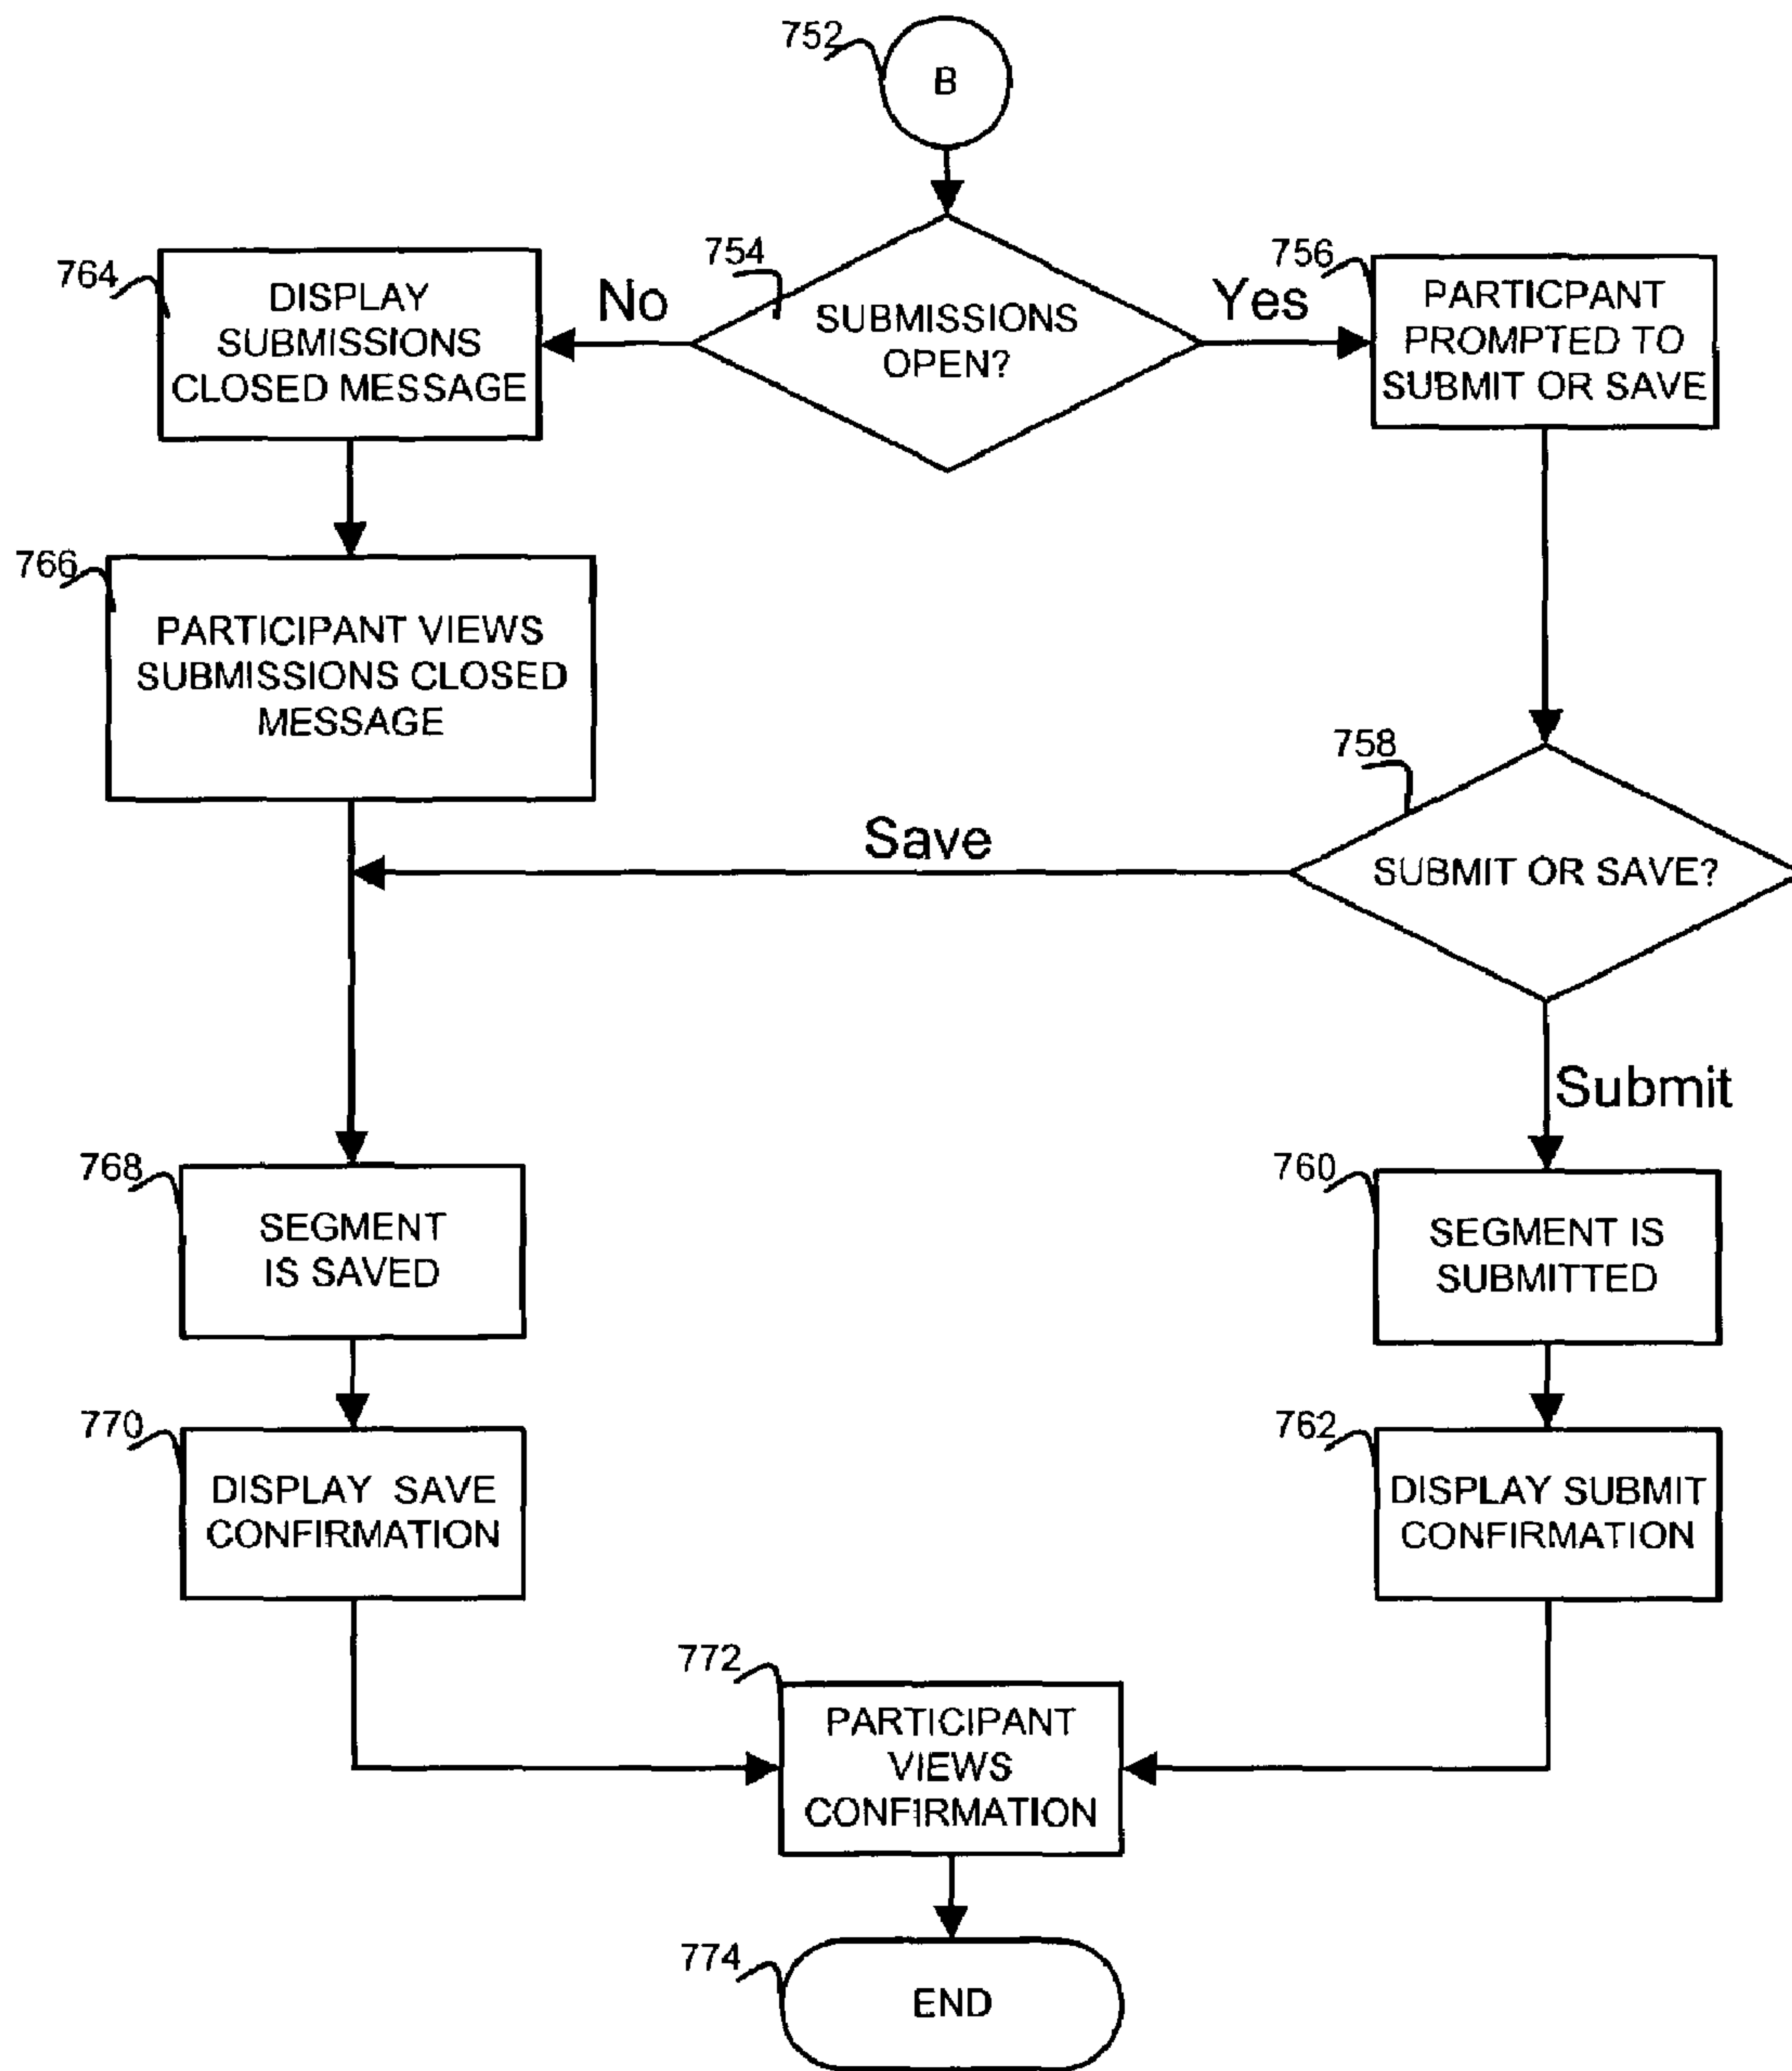 752
B
754
SUBMISSIONS
OPEN?
No
Yes
764
DISPLAY
SUBMISSIONS
CLOSED MESSAGE
756
PARTICPANT
PROMPTED TO
SUBMIT OR SAVE
766
PARTICIPANT VIEWS
SUBMISSIONS CLOSED
MESSAGE
758
SUBMIT OR SAVE?
Save
Submit
768
SEGMENT
IS SAVED
760
SEGMENT IS
SUBMITTED
770
DISPLAY SAVE
CONFIRMATION
762
DISPLAY SUBMIT
CONFIRMATION
772
PARTICIPANT
VIEWS
CONFIRMATION
774
END